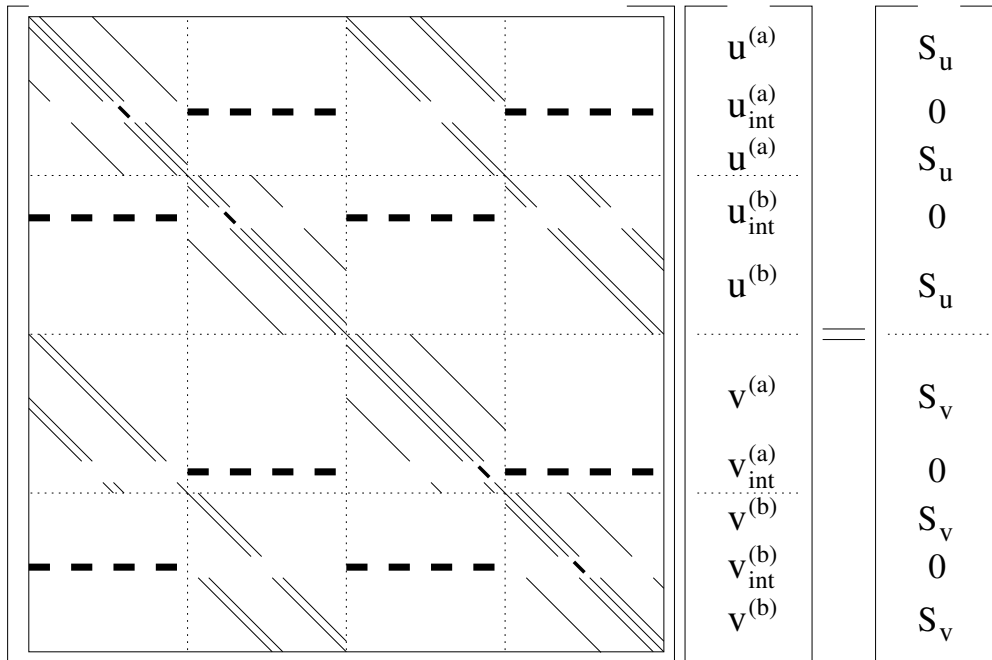 u^(a) S_u
u_int^(a) 0
u^(a) S_u
u_int^(b) 0
u^(b) S_u
=
v^(a) S_v
v_int^(a) 0
v^(b) S_v
v_int^(b) 0
v^(b) S_v